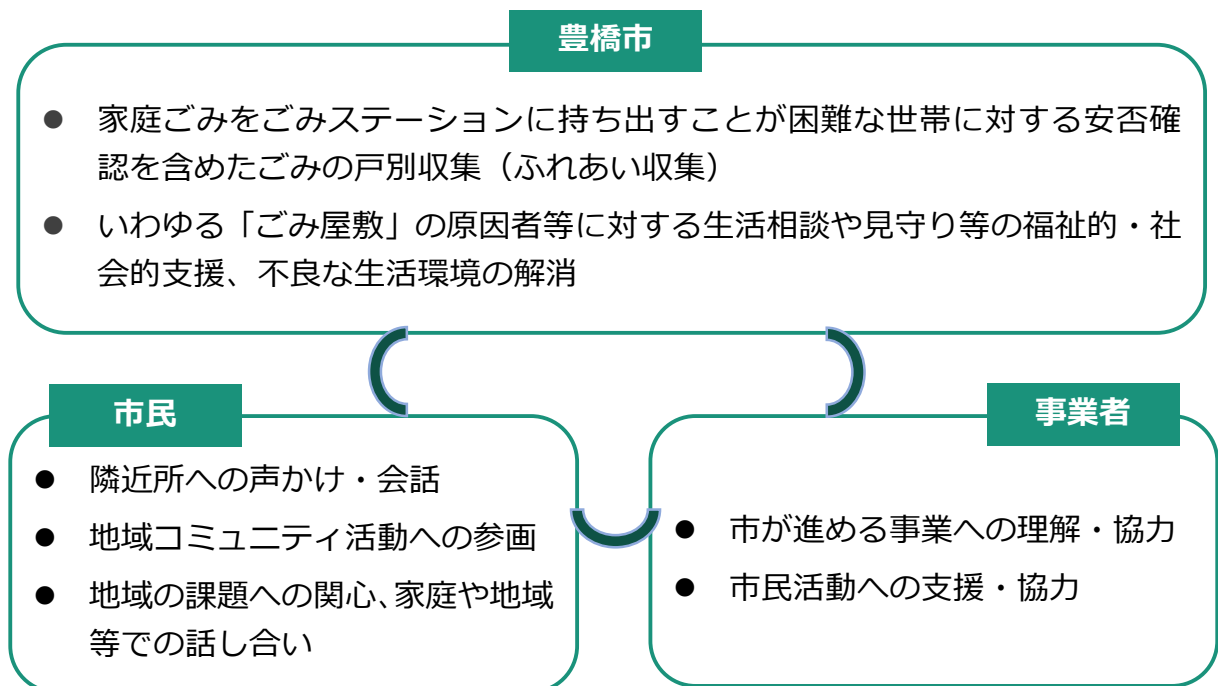 豊橋市
● 家庭ごみをごみステーションに持ち出すことが困難な世帯に対する安否確
認を含めたごみの戸別収集（ふれあい収集）
● いわゆる「ごみ屋敷」の原因者等に対する生活相談や見守り等の福祉的・社
会的支援、不良な生活環境の解消
市民
● 隣近所への声かけ・会話
● 地域コミュニティ活動への参画
● 地域の課題への関心、家庭や地域
等での話し合い
事業者
● 市が進める事業への理解・協力
● 市民活動への支援・協力